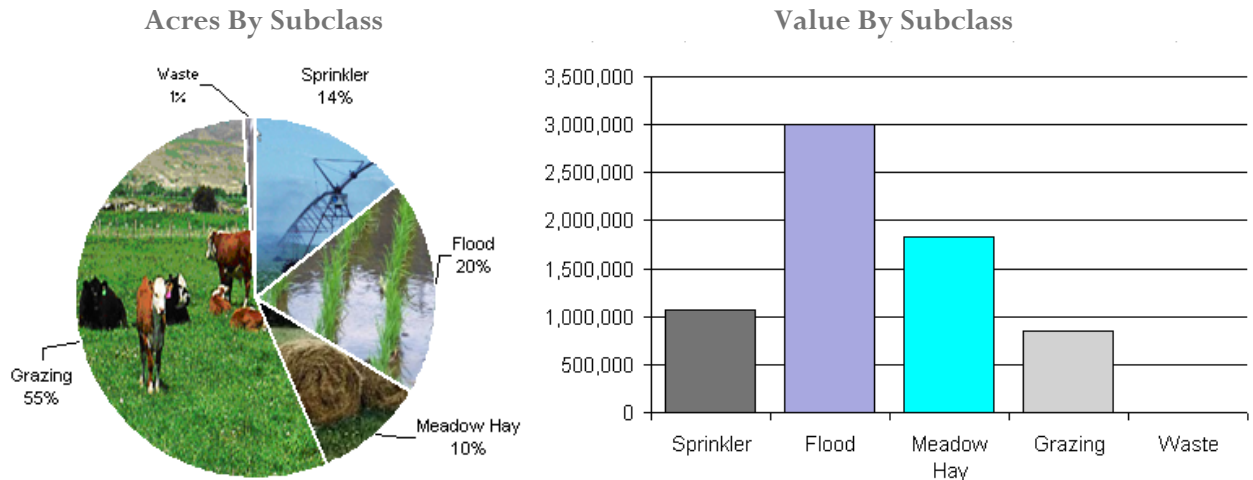 Acres By Subclass
Waste
1%
Sprinkler
14%
Flood
20%
Meadow Hay
10%
Grazing
55%
Value By Subclass
3,500,000
3,000,000
2,500,000
2,000,000
1,500,000
1,000,000
500,000
0
Sprinkler
Flood
Meadow
Hay
Grazing
Waste